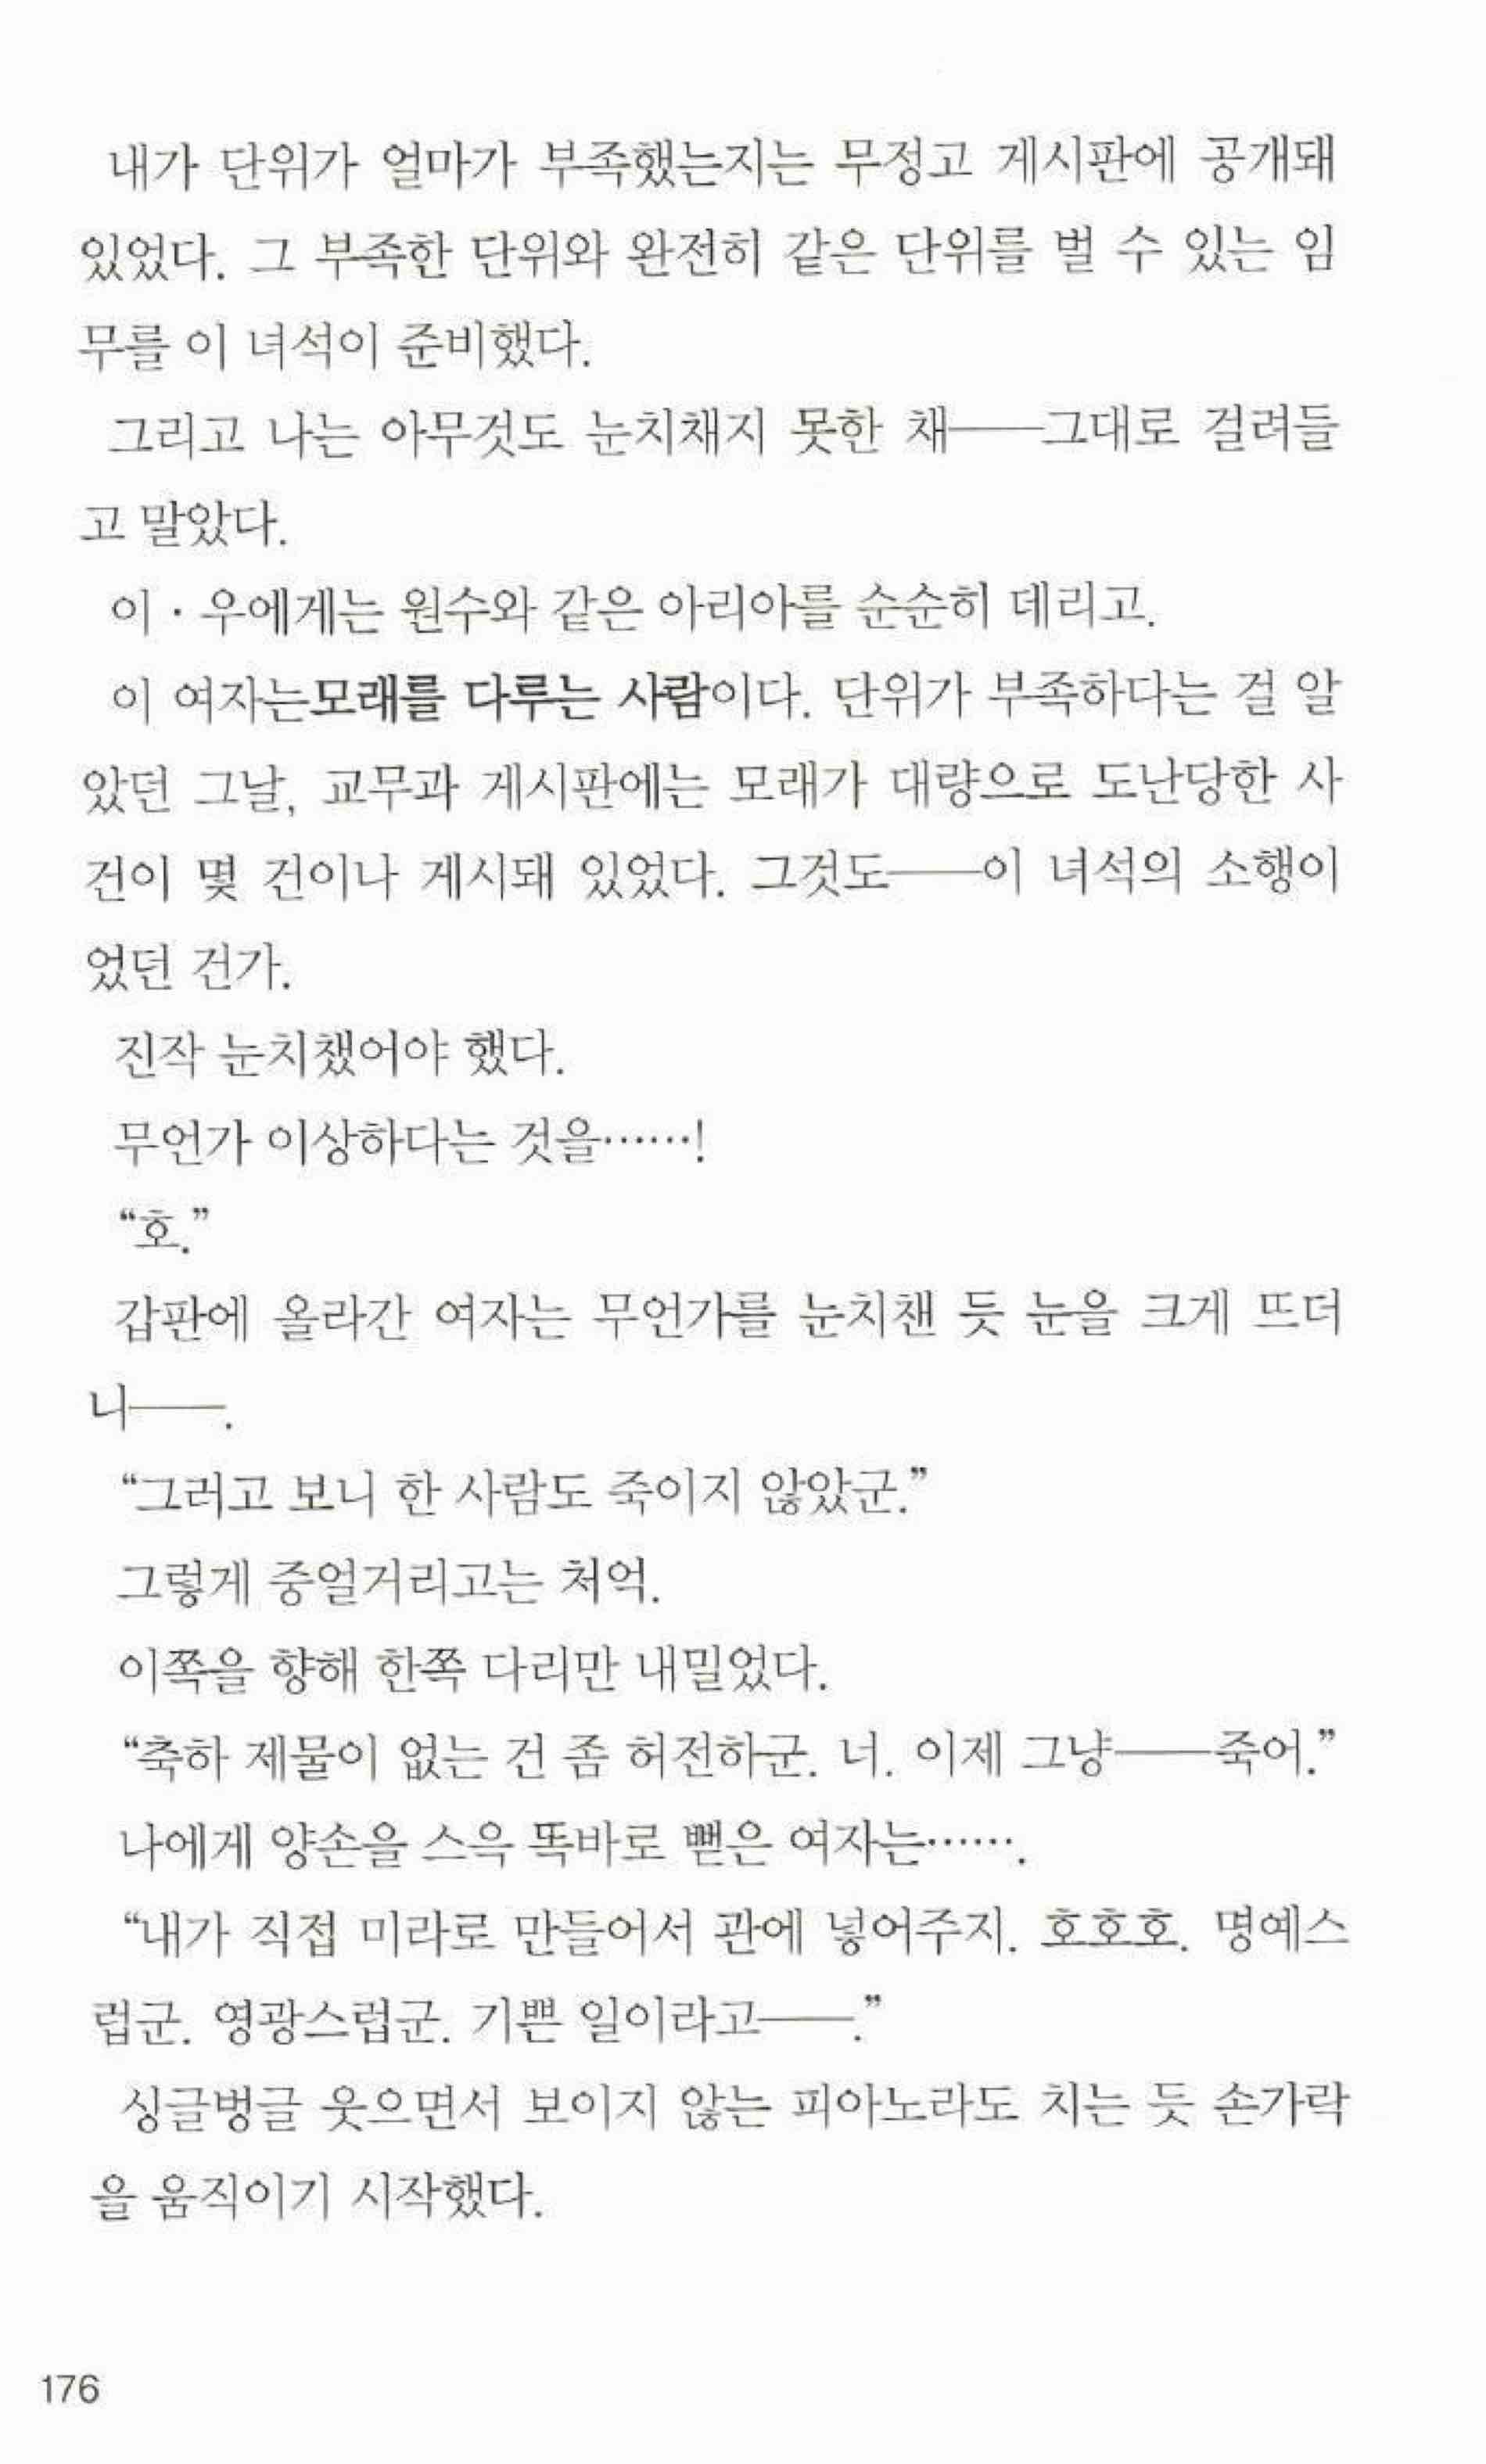 내가 단위가 얼마가 부족했는지는 무정고 게시판에 공개돼
있었다. 그 부족한 단위와 완전히 같은 단위를 벌 수 있는 임
무를 이 녀석이 준비했다.
그리고 나는 아무것도 눈치채지 못한 채──그대로 걸려들
고 말았다.
이·우에게는 원수와 같은 아리아를 순순히 데리고.
이 여자는모래를 다루는 사람이다. 단위가 부족하다는 걸 알
았던 그날, 교무과 게시판에는 모래가 대량으로 도난당한 사
건이 몇 건이나 게시돼 있었다. 그것도──이 녀석의 소행이
었던 건가.
진작 눈치챘어야 했다.
무언가 이상하다는 것을……!
“호.”
갑판에 올라간 여자는 무언가를 눈치챈 듯 눈을 크게 뜨더
니──.
“그러고 보니 한 사람도 죽이지 않았군.”
그렇게 중얼거리고는 처억.
이쪽을 향해 한쪽 다리만 내밀었다.
“축하 제물이 없는 건 좀 허전하군. 너. 이제 그냥──죽어.”
나에게 양손을 스윽 똑바로 뻗은 여자는…….
“내가 직접 미라로 만들어서 관에 넣어주지. 호호호. 명예스
럽군. 영광스럽군. 기쁜 일이라고──.”
싱글벙글 웃으면서 보이지 않는 피아노라도 치는 듯 손가락
을 움직이기 시작했다.
176